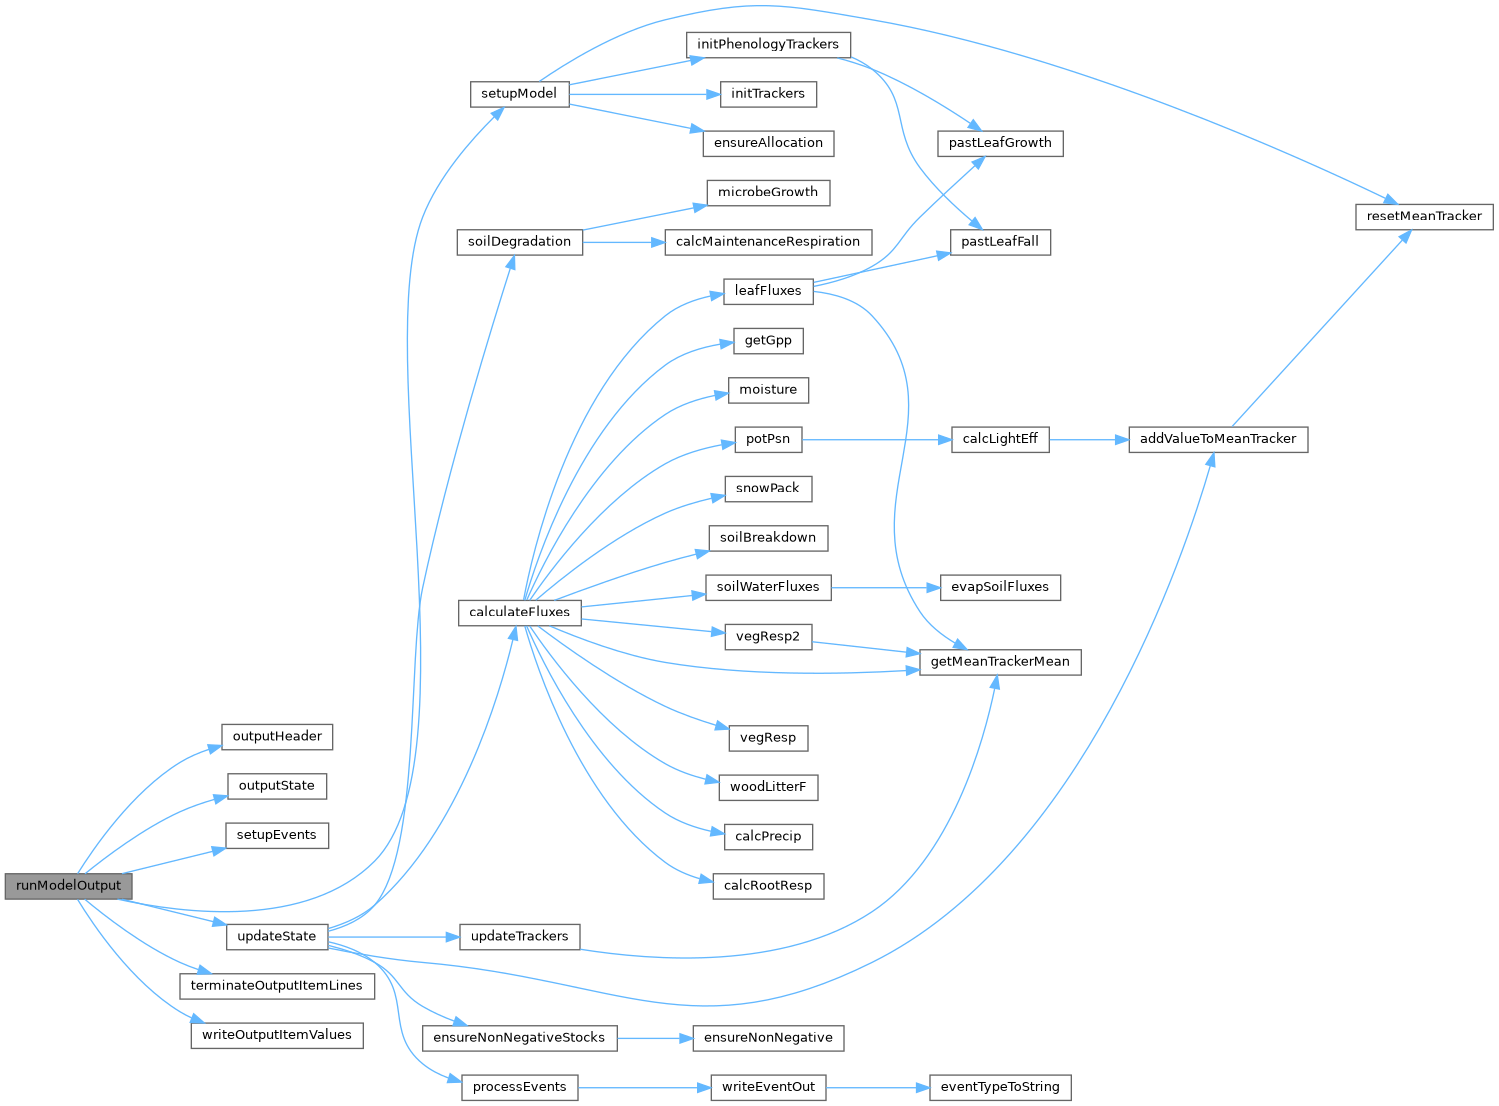 initPhenologyTrackers
setupModel
initTrackers
ensureAllocation
pastLeafGrowth
microbeGrowth
resetMeanTracker
soilDegradation
calcMaintenanceRespiration
pastLeafFall
leafFluxes
getGpp
moisture
potPsn
calcLightEff
addValueToMeanTracker
snowPack
soilBreakdown
soilWaterFluxes
evapSoilFluxes
calculateFluxes
vegResp2
getMeanTrackerMean
outputHeader
vegResp
outputState
woodLitterF
setupEvents
calcPrecip
runModelOutput
calcRootResp
updateState
updateTrackers
terminateOutputItemLines
writeOutputItemValues
ensureNonNegativeStocks
ensureNonNegative
processEvents
writeEventOut
eventTypeToString